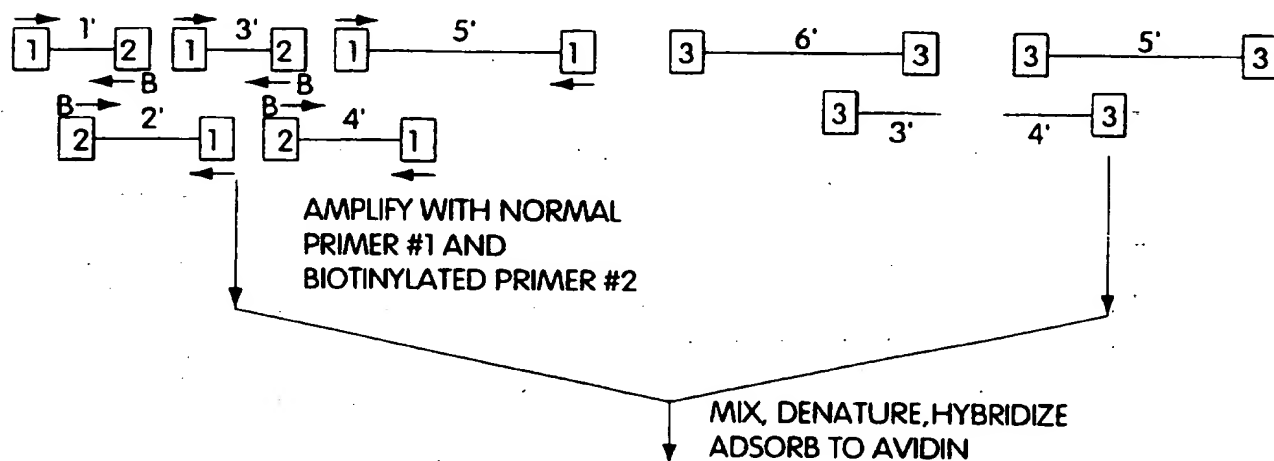 1 1' 2 1 3' 2 1 5' 1 3 6' 3 3 5' 3
B B
B B
2 2' 1 2 4' 1 3 3' 4' 3
AMPLIFY WITH NORMAL
PRIMER #1 AND
BIOTINYLATED PRIMER #2
MIX, DENATURE, HYBRIDIZE
ADSORB TO AVIDIN